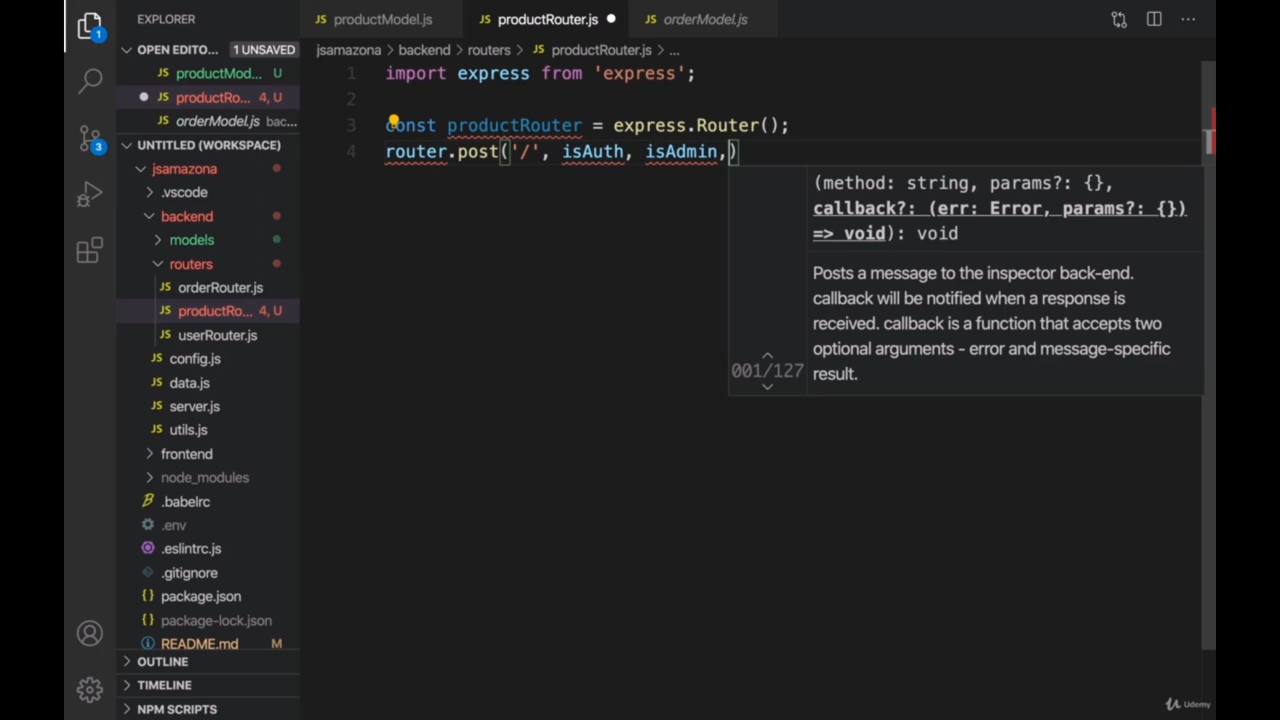 EXPLORER
JS productModel.js
JS productRouter.js
JS orderModel.js
1
OPEN EDITO... 1 UNSAVED
jsamazona > backend > routers > JS productRouter.js > ...
JS productMod... U
JS productRo... 4, U
JS orderModel.js bac...
UNTITLED (WORKSPACE)
jsamazona
.vscode
backend
models
routers
JS orderRouter.js
JS productRo... 4, U
JS userRouter.js
JS config.js
JS data.js
JS server.js
JS utils.js
frontend
node_modules
.babelrc
.env
.eslintrc.js
.gitignore
{} package.json
{} package-lock.json
README.md M
OUTLINE
TIMELINE
NPM SCRIPTS
3
1 import express from 'express';
2
3 const productRouter = express.Router();
4 router.post('/', isAuth, isAdmin,)
(method: string, params?: {},
callback?: (err: Error, params?: {})
=> void): void
Posts a message to the inspector back-end.
callback will be notified when a response is
received. callback is a function that accepts two
optional arguments - error and message-specific
result.
001/127
Udemy